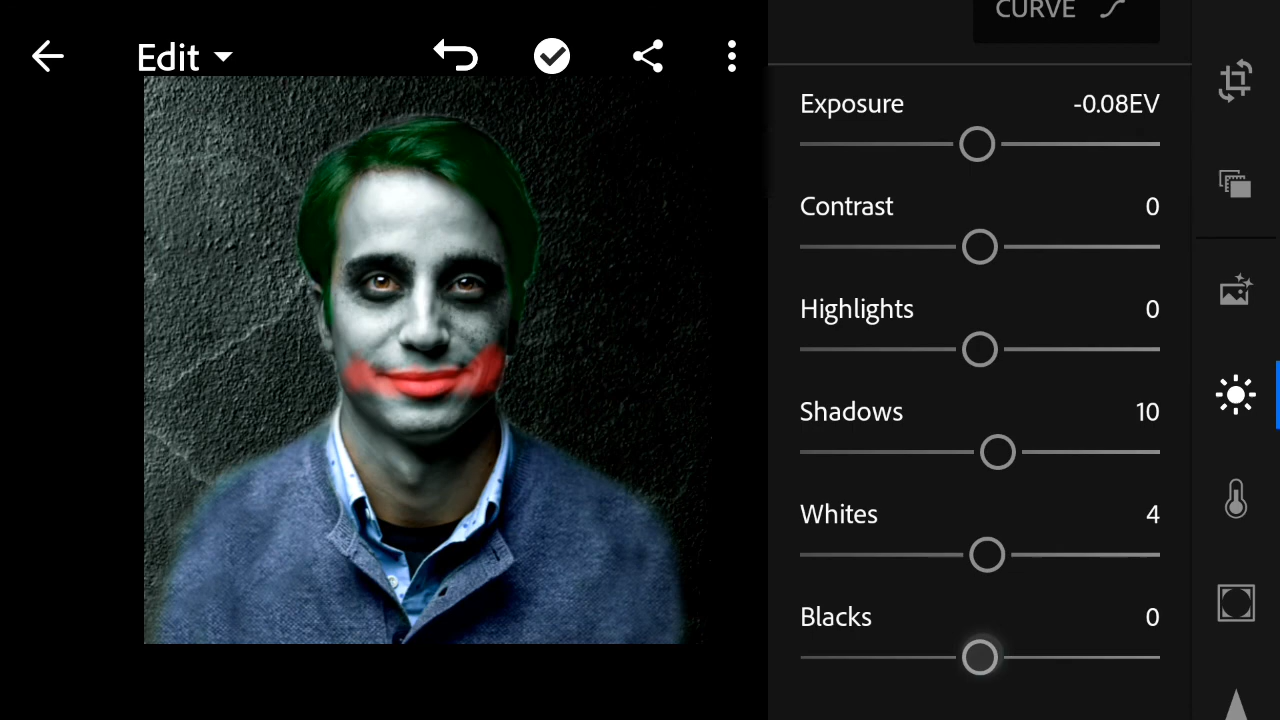 Edit
CURVE
Exposure -0.08EV
Contrast 0
Highlights 0
Shadows 10
Whites 4
Blacks 0